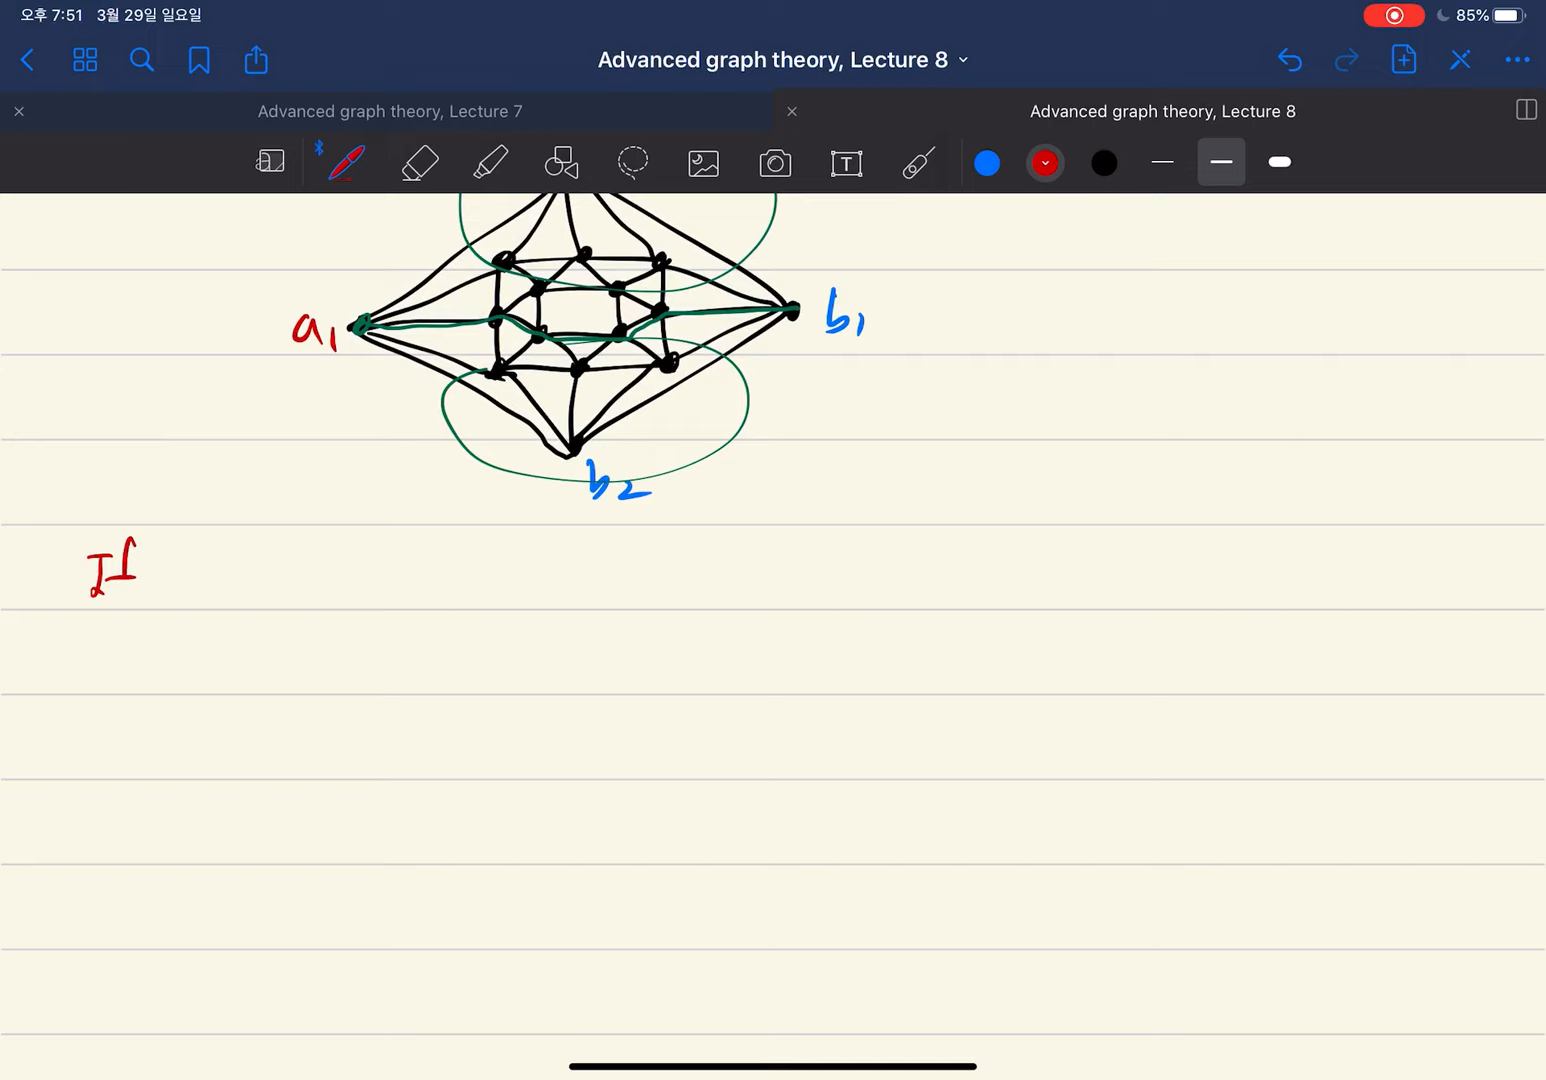 오후 7:51 3월 29일 일요일 85%
Advanced graph theory, Lecture 8
Advanced graph theory, Lecture 7 Advanced graph theory, Lecture 8
T
a1 b1
b2
If